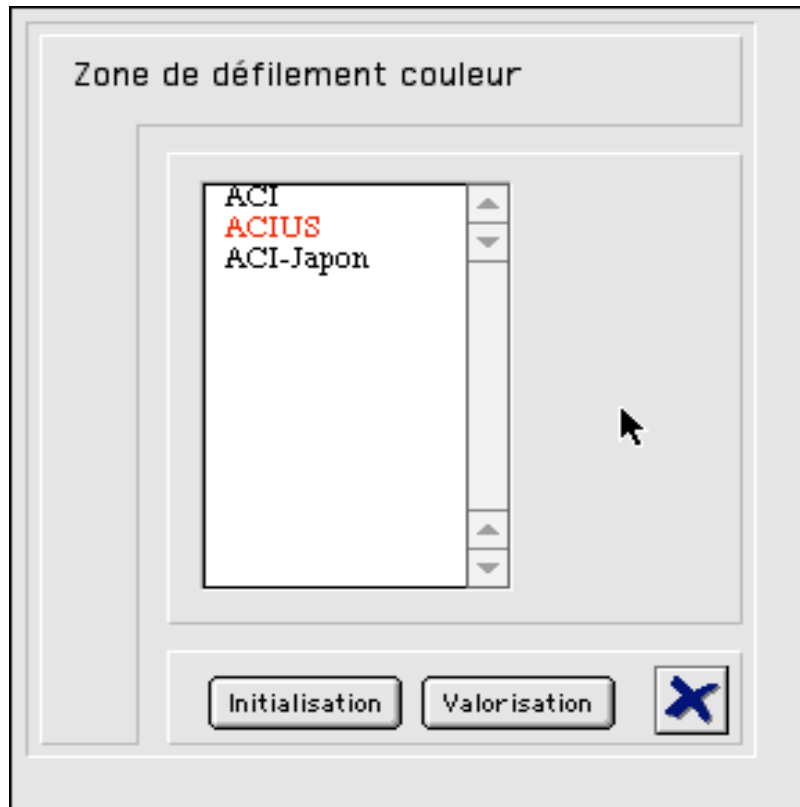 Zone de défilement couleur
ACI
ACIUS
ACI-Japon
Initialisation
Valorisation